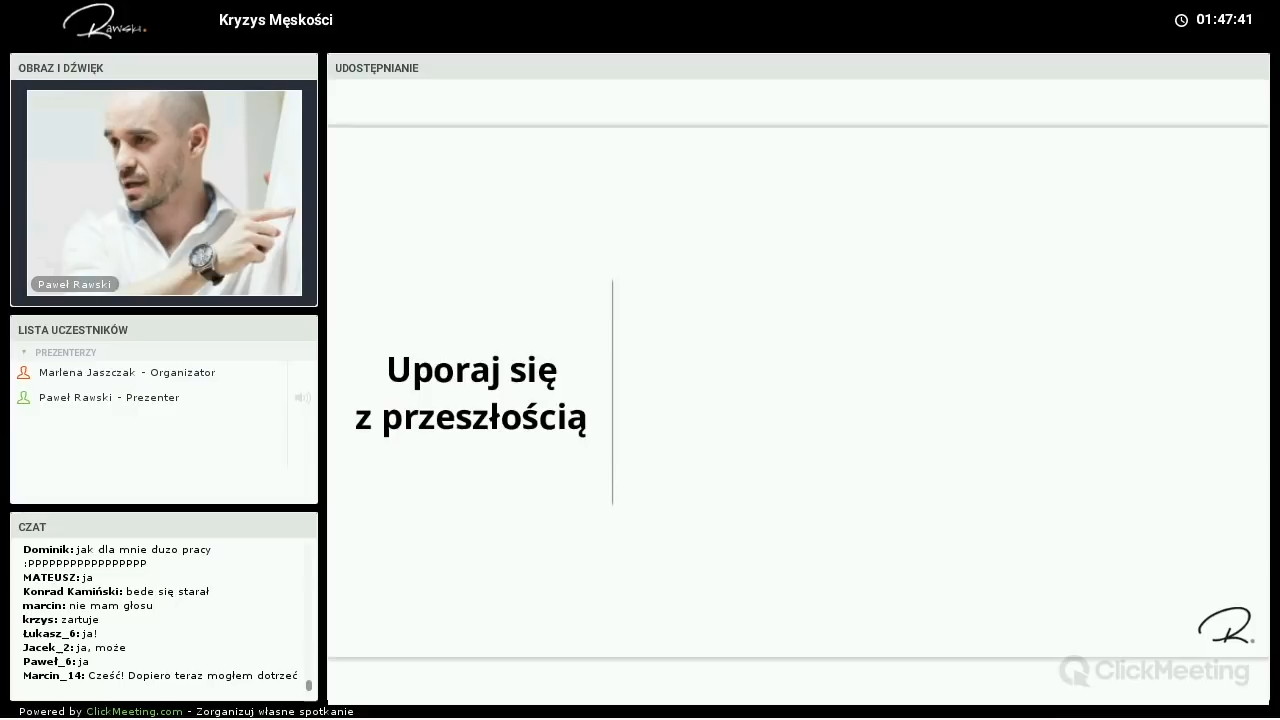 Rawski.
Kryzys Męskości
01:47:41
OBRAZ I DŹWIĘK
Paweł Rawski
LISTA UCZESTNIKÓW
PREZENTERZY
Marlena Jaszczak - Organizator
Paweł Rawski - Prezenter
CZAT
Dominik: jak dla mnie duzo pracy
:PPPPPPPPPPPPPPPPP
MATEUSZ: ja
Konrad Kamiński: bede się starał
marcin: nie mam głosu
krzys: zartuje
Łukasz_6: ja!
Jacek_2: ja, może
Paweł_6: ja
Marcin_14: Cześć! Dopiero teraz mogłem dotrzeć
UDOSTĘPNIANIE
Uporaj się
z przeszłością
R.
ClickMeeting
Powered by ClickMeeting.com - Zorganizuj własne spotkanie